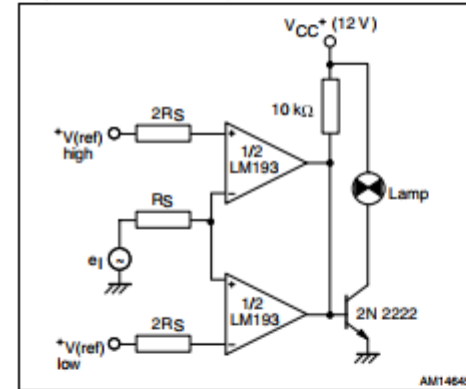 VCC+ (12 V)
10 kΩ
2RS
+V(ref)
high
+
1/2
LM193
−
Lamp
RS
eI
~
+
1/2
LM193
−
2N 2222
2RS
+V(ref)
low